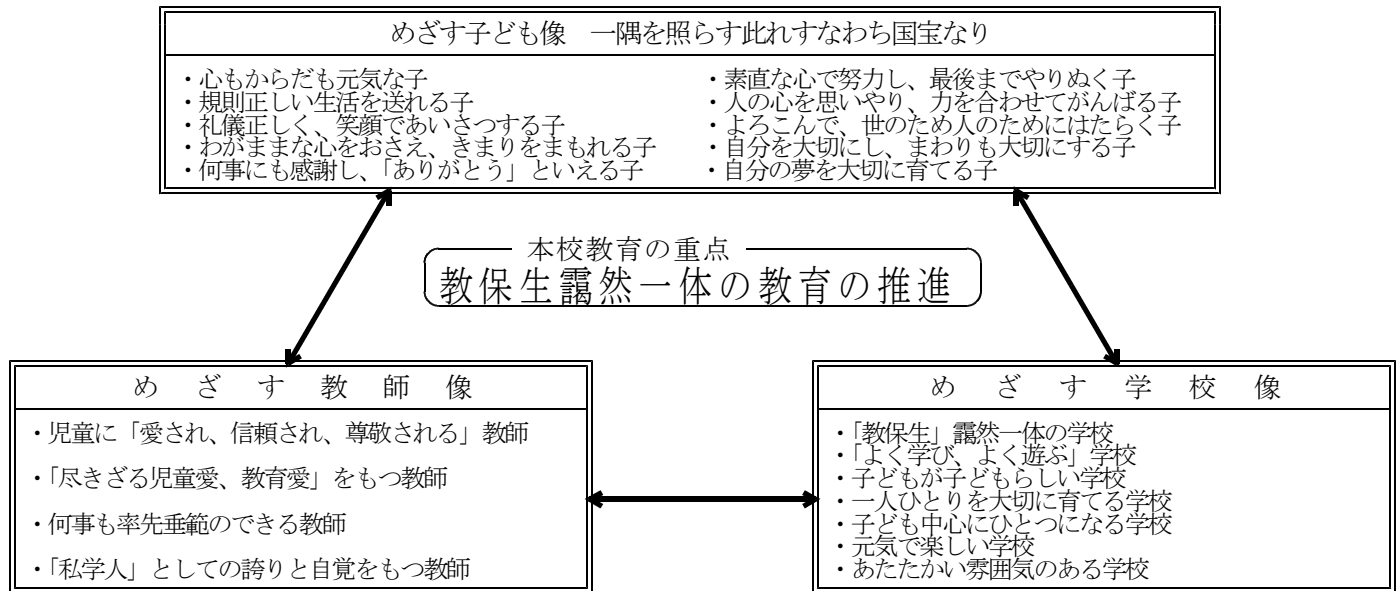 めざす子ども像　一隅を照らす此れすなわち国宝なり
・心もからだも元気な子
・規則正しい生活を送れる子
・礼儀正しく、笑顔であいさつする子
・わがままな心をおさえ、きまりをまもれる子
・何事にも感謝し、「ありがとう」といえる子
・素直な心で努力し、最後までやりぬく子
・人の心を思いやり、力を合わせてがんばる子
・よろこんで、世のため人のためにはたらく子
・自分を大切にし、まわりも大切にする子
・自分の夢を大切に育てる子
本校教育の重点
教保生靄然一体の教育の推進
めざす教師像
・児童に「愛され、信頼され、尊敬される」教師
・「尽きざる児童愛、教育愛」をもつ教師
・何事も率先垂範のできる教師
・「私学人」としての誇りと自覚をもつ教師
めざす学校像
・「教保生」靄然一体の学校
・「よく学び、よく遊ぶ」学校
・子どもが子どもらしい学校
・一人ひとりを大切に育てる学校
・子ども中心にひとつになる学校
・元気で楽しい学校
・あたたかい雰囲気のある学校